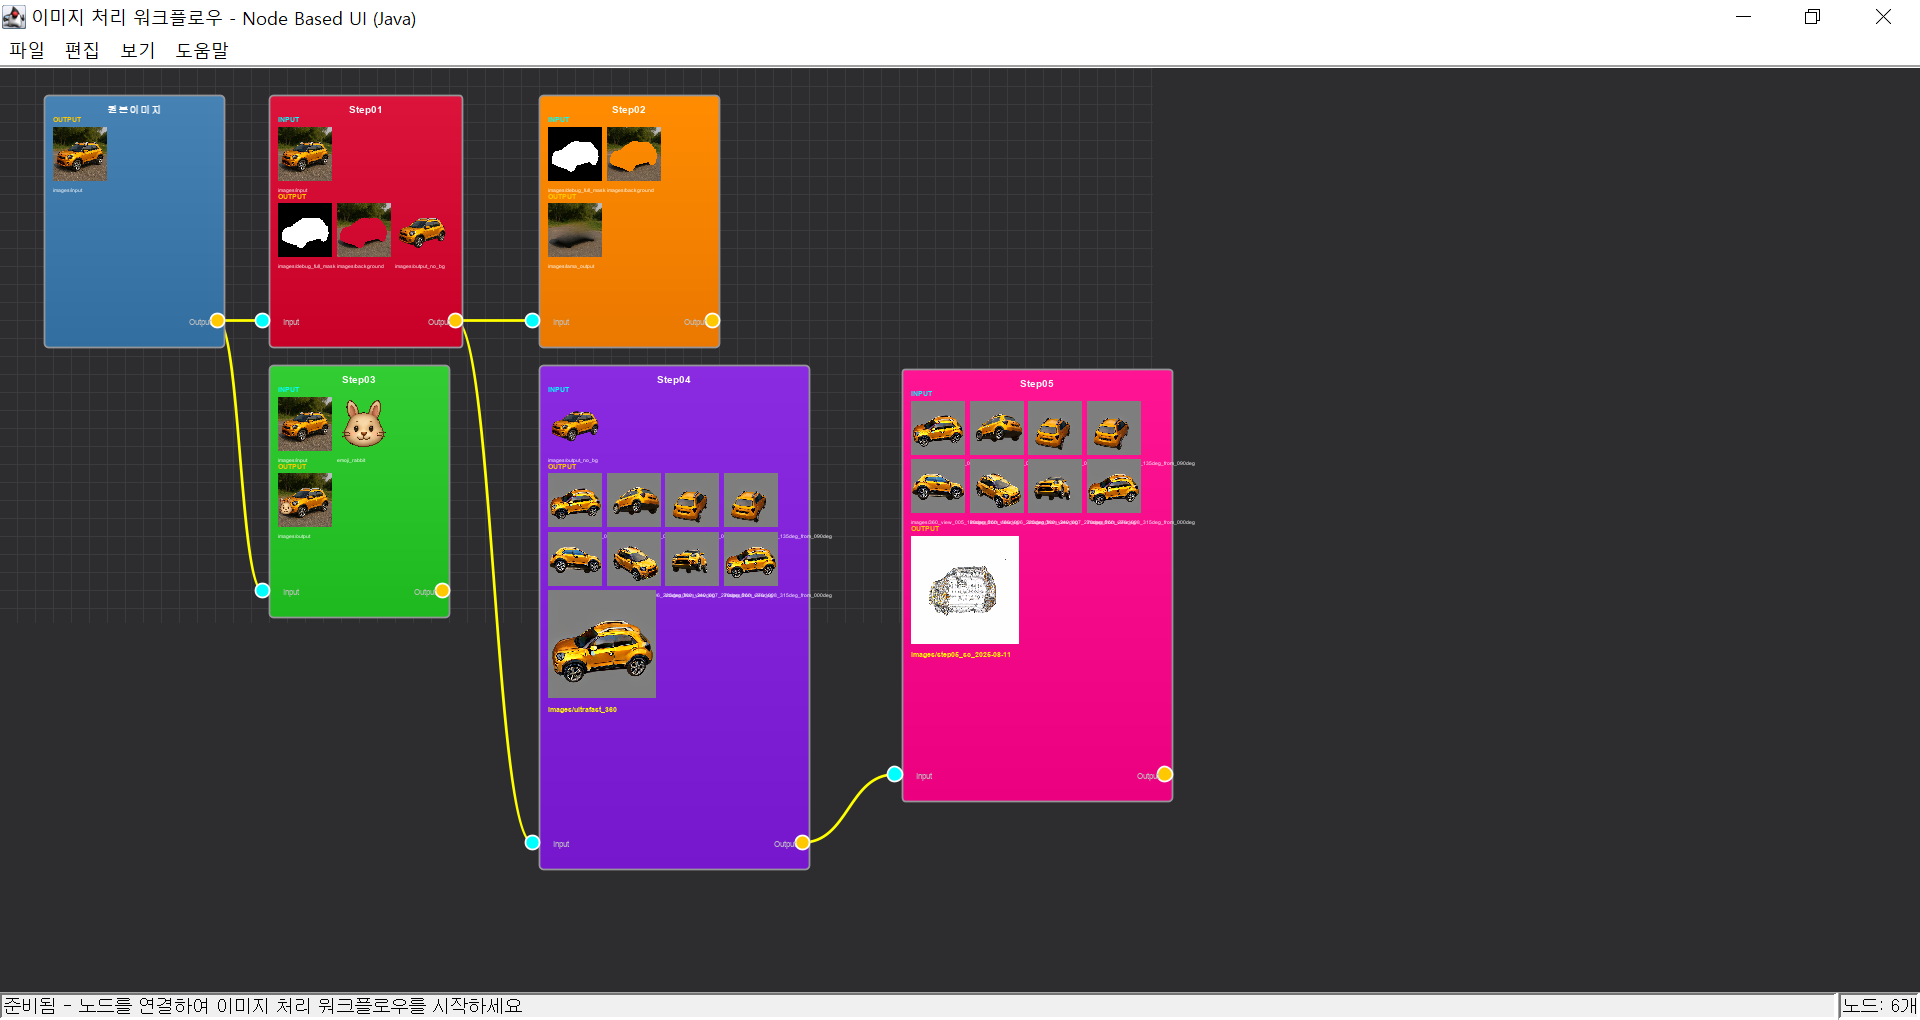 이미지 처리 워크플로우 - Node Based UI (Java)
파일 편집 보기 도움말
원본이미지
OUTPUT
images/input
Output
Step01
INPUT
images/input
OUTPUT
images/debug_full_mask images/background images/output_no_bg
Input Output
Step02
INPUT
images/debug_full_mask images/background
OUTPUT
images/lama_output
Input Output
Step03
INPUT
images/input emoji_rabbit
OUTPUT
images/output
Input Output
Step04
INPUT
images/output_no_bg
OUTPUT
135deg_from_090deg
315deg_from_000deg
images/ultrafast_360
Input Output
Step05
INPUT
135deg_from_090deg
images/360_view_005_
315deg_from_000deg
OUTPUT
images/step05_sc_2025-08-11
Input Output
준비됨 - 노드를 연결하여 이미지 처리 워크플로우를 시작하세요
노드: 6개